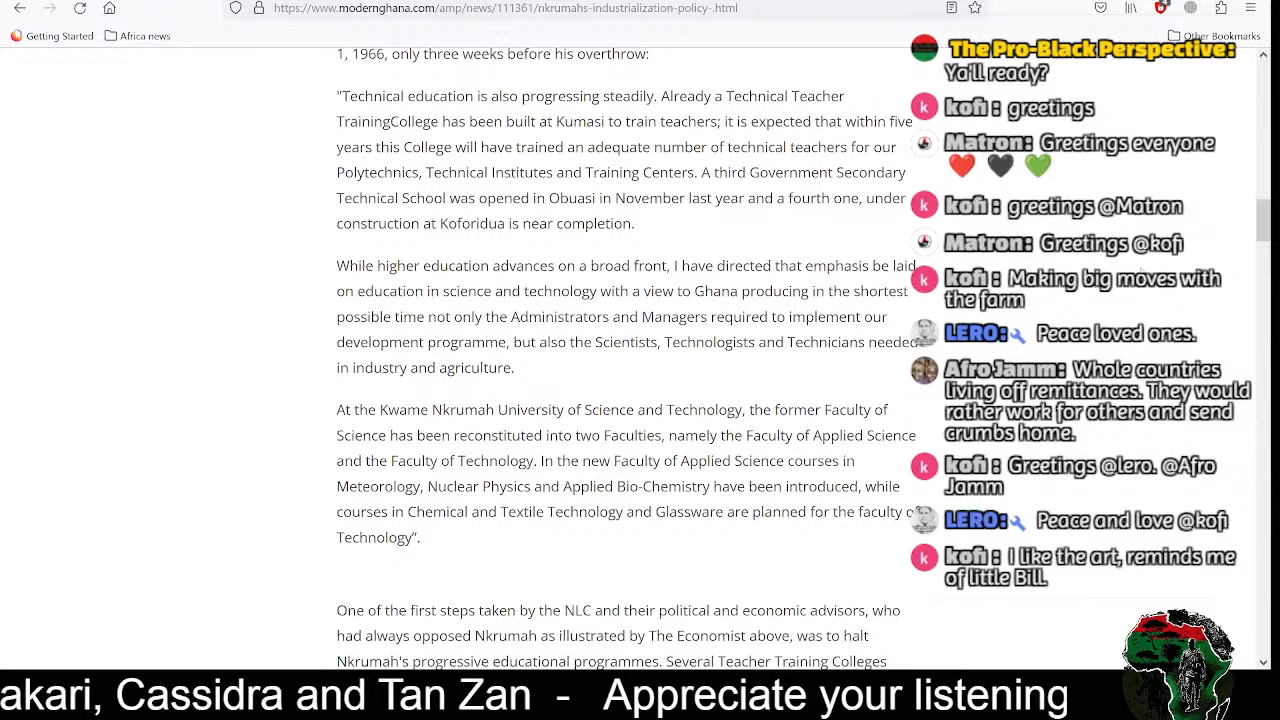 https://www.modernghana.com/amp/news/111361/nkrumahs-industrialization-policy-.html
4
Getting Started
Africa news
Other Bookmarks
1, 1966, only three weeks before his overthrow:
"Technical education is also progressing steadily. Already a Technical Teacher
TrainingCollege has been built at Kumasi to train teachers; it is expected that within five
years this College will have trained an adequate number of technical teachers for our
Polytechnics, Technical Institutes and Training Centers. A third Government Secondary
Technical School was opened in Obuasi in November last year and a fourth one, under
construction at Koforidua is near completion.
While higher education advances on a broad front, I have directed that emphasis be laid
on education in science and technology with a view to Ghana producing in the shortest
possible time not only the Administrators and Managers required to implement our
development programme, but also the Scientists, Technologists and Technicians needed
in industry and agriculture.
At the Kwame Nkrumah University of Science and Technology, the former Faculty of
Science has been reconstituted into two Faculties, namely the Faculty of Applied Science
and the Faculty of Technology. In the new Faculty of Applied Science courses in
Meteorology, Nuclear Physics and Applied Bio-Chemistry have been introduced, while
courses in Chemical and Textile Technology and Glassware are planned for the faculty of
Technology”.
One of the first steps taken by the NLC and their political and economic advisors, who
had always opposed Nkrumah as illustrated by The Economist above, was to halt
Nkrumah's progressive educational programmes. Several Teacher Training Colleges
The Pro-Black Perspective:
Ya'll ready?
k kofi : greetings
Matron: Greetings everyone
❤️ 🖤 💚
k kofi : greetings @Matron
Matron: Greetings @kofi
k kofi : Making big moves with
the farm
LERO: Peace loved ones.
Afro Jamm: Whole countries
living off remittances. They would
rather work for others and send
crumbs home.
k kofi : Greetings @lero. @Afro
Jamm
LERO: Peace and love @kofi
k kofi : I like the art, reminds me
of little Bill.
akari, Cassidra and Tan Zan - Appreciate your listening